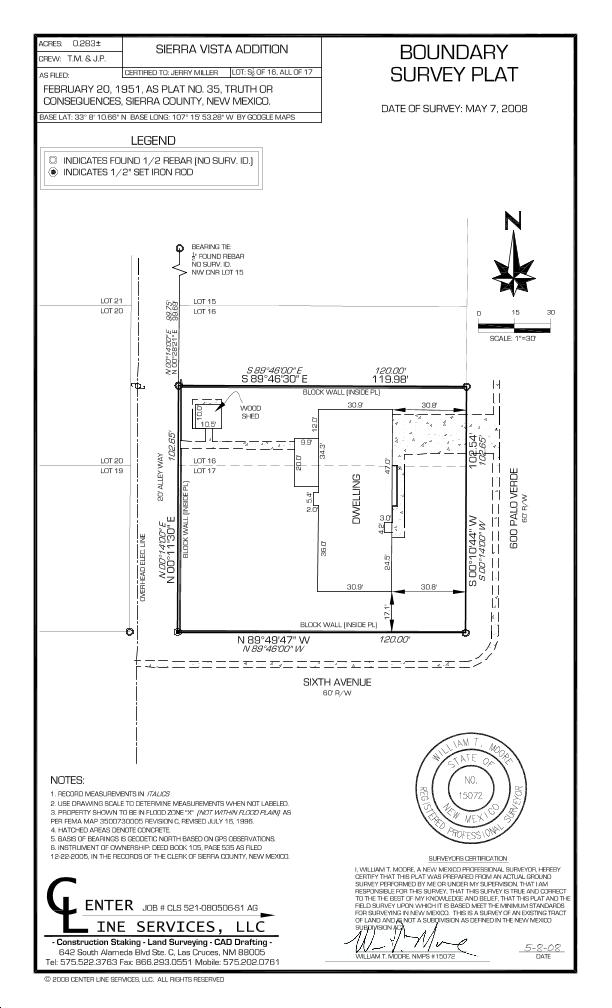 ACRES: 0.283±
CREW: T.M. & J.P.
SIERRA VISTA ADDITION
CERTIFIED TO: JERRY MILLER
LOT: S½ OF 16, ALL OF 17
AS FILED:
FEBRUARY 20, 1951, AS PLAT NO. 35, TRUTH OR
CONSEQUENCES, SIERRA COUNTY, NEW MEXICO.
BASE LAT: 33° 8' 10.66" N BASE LONG: 107° 15' 53.28" W BY GOOGLE MAPS
BOUNDARY
SURVEY PLAT
DATE OF SURVEY: MAY 7, 2008
LEGEND
INDICATES FOUND 1/2 REBAR (NO SURV. ID.)
INDICATES 1/2" SET IRON ROD
N
0 15 30
SCALE: 1"=30'
BEARING TIE
½" FOUND REBAR
NO SURV. ID.
NW CNR LOT 15
LOT 21
LOT 20
LOT 15
LOT 16
99.75'
99.69'
N 00°14'00" E
N 00°28'21" E
S 89°46'00" E 120.00'
S 89°46'30" E 119.98'
BLOCK WALL (INSIDE PL)
WOOD
SHED
10.0'
10.5'
30.9'
30.8'
12.0'
34.3'
9.9'
20.0'
47.0'
5.4'
2.0'
3.0'
4.2'
36.0'
24.5'
30.9'
30.8'
17.1'
DWELLING
LOT 20
LOT 19
LOT 16
LOT 17
102.65'
N 00°14'00" E
N 00°11'30" E
BLOCK WALL (INSIDE PL)
20' ALLEY WAY
OVERHEAD ELEC. LINE
102.54'
102.65'
S 00°10'44" W
S 00°14'00" W
600 PALO VERDE
60' R/W
BLOCK WALL (INSIDE PL)
N 89°49'47" W 120.00'
N 89°46'00" W
SIXTH AVENUE
60' R/W
NOTES:
1. RECORD MEASUREMENTS IN ITALICS
2. USE DRAWING SCALE TO DETERMINE MEASUREMENTS WHEN NOT LABELED.
3. PROPERTY SHOWN TO BE IN FLOOD ZONE "X" (NOT WITHIN FLOOD PLAIN) AS
PER FEMA MAP 3500730005 REVISION C, REVISED JULY 16, 1996.
4. HATCHED AREAS DENOTE CONCRETE.
5. BASIS OF BEARINGS IS GEODETIC NORTH BASED ON GPS OBSERVATIONS.
6. INSTRUMENT OF OWNERSHIP: DEED BOOK 105, PAGE 535 AS FILED
12-22-2005, IN THE RECORDS OF THE CLERK OF SIERRA COUNTY, NEW MEXICO.
WILLIAM T. MOORE
STATE OF
NO.
15072
NEW MEXICO
REGISTERED PROFESSIONAL SURVEYOR
SURVEYOR'S CERTIFICATION
I, WILLIAM T. MOORE, A NEW MEXICO PROFESSIONAL SURVEYOR, HEREBY
CERTIFY THAT THIS PLAT WAS PREPARED FROM AN ACTUAL GROUND
SURVEY PERFORMED BY ME OR UNDER MY SUPERVISION, THAT I AM
RESPONSIBLE FOR THIS SURVEY, THAT THIS SURVEY IS TRUE AND CORRECT
TO THE THE BEST OF MY KNOWLEDGE AND BELIEF, THAT THIS PLAT AND THE
FIELD SURVEY UPON WHICH IT IS BASED MEET THE MINIMUM STANDARDS
FOR SURVEYING IN NEW MEXICO. THIS IS A SURVEY OF AN EXISTING TRACT
OF LAND AND IS NOT A SUBDIVISION AS DEFINED IN THE NEW MEXICO
SUBDIVISION ACT.
WILLIAM T. MOORE, NMPS #15072
5-8-08
DATE
CENTER JOB # CLS 521-080506-61 AG
LINE SERVICES, LLC
- Construction Staking - Land Surveying - CAD Drafting -
642 South Alameda Blvd Ste. C, Las Cruces, NM 88005
Tel: 575.522.3763 Fax: 866.293.0551 Mobile: 575.202.0761
© 2008 CENTER LINE SERVICES, LLC. ALL RIGHTS RESERVED